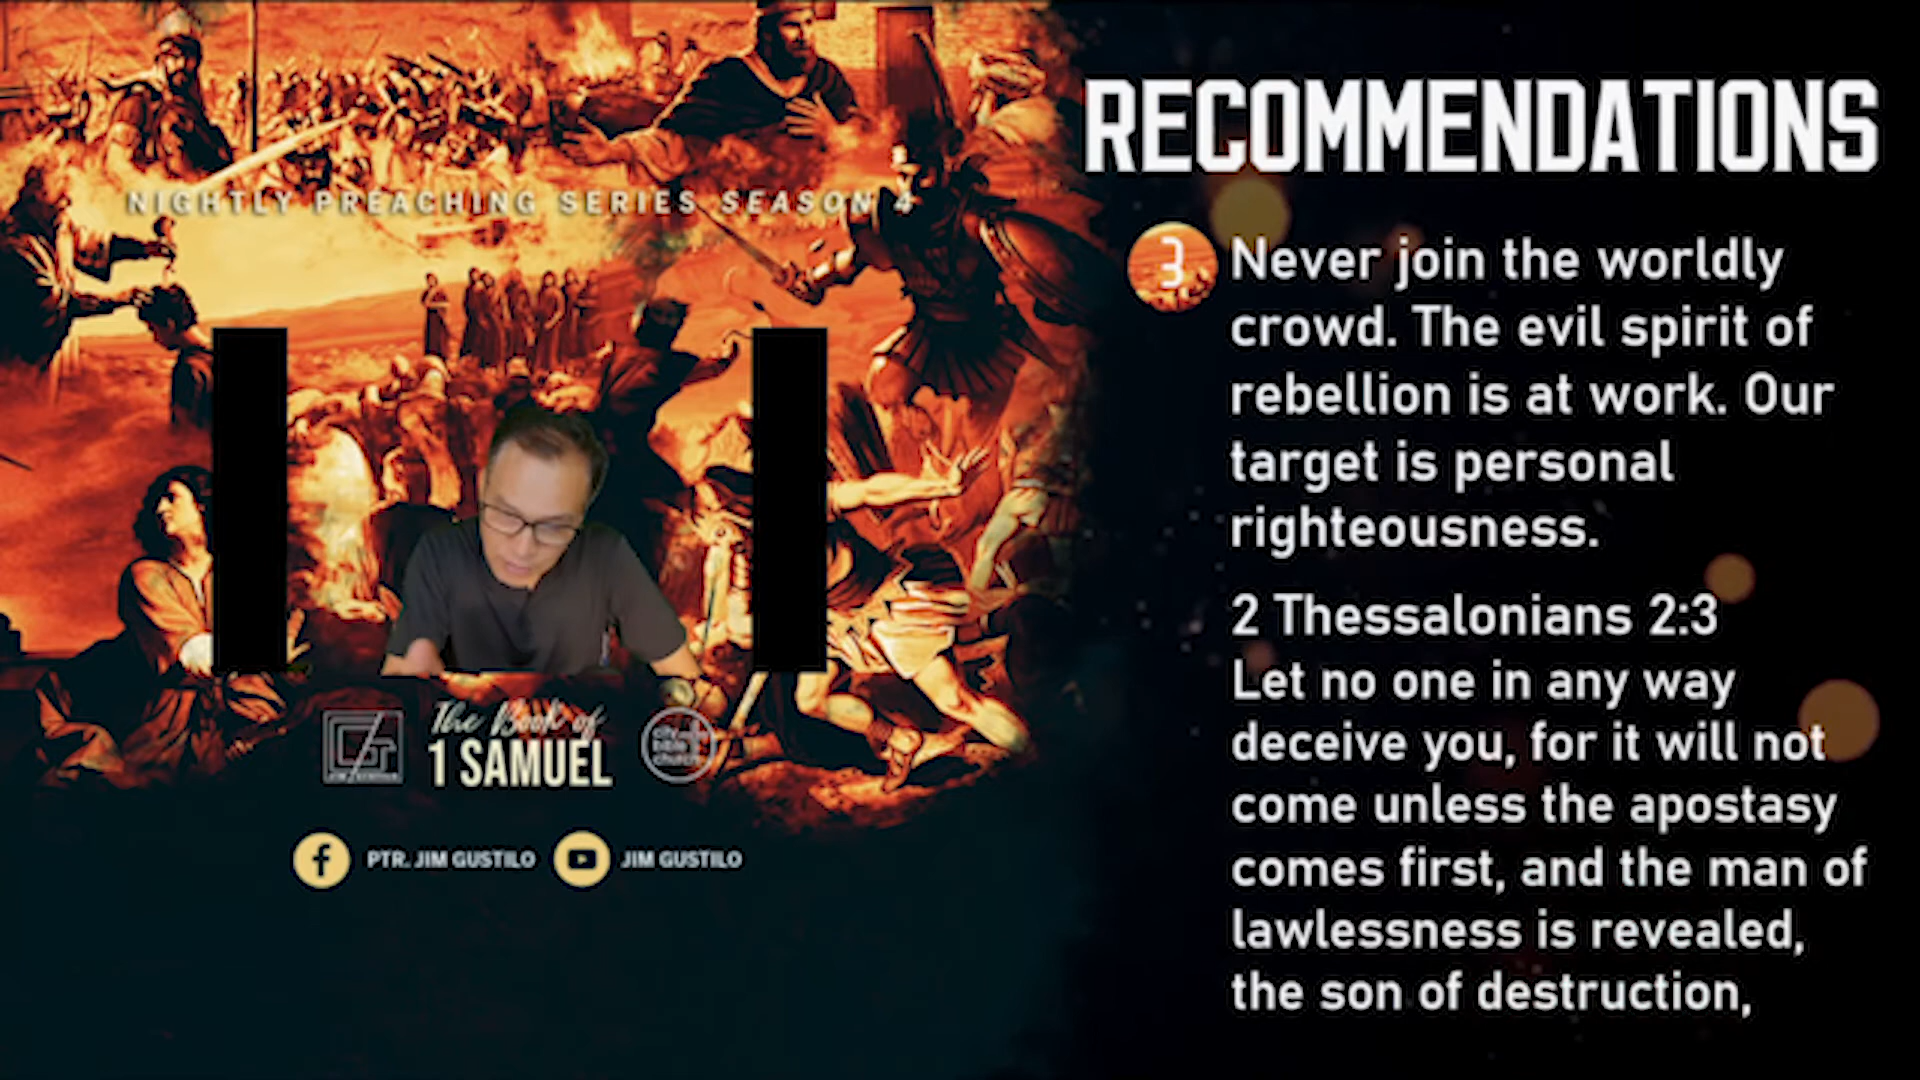 NIGHTLY PREACHING SERIES SEASON 4
RECOMMENDATIONS
3
Never join the worldly
crowd. The evil spirit of
rebellion is at work. Our
target is personal
righteousness.
2 Thessalonians 2:3
Let no one in any way
deceive you, for it will not
come unless the apostasy
comes first, and the man of
lawlessness is revealed,
the son of destruction,
The Book of
1 SAMUEL
city
bible
church
PTR. JIM GUSTILO
JIM GUSTILO